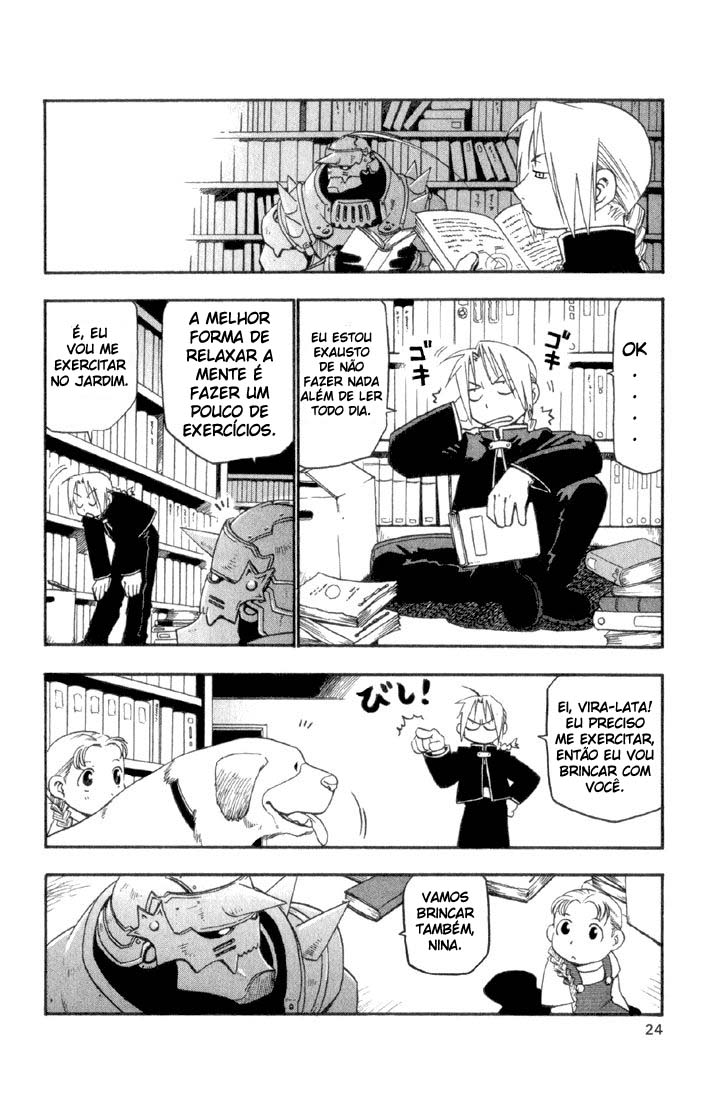 OK
. . . . .
EU ESTOU
EXAUSTO
DE NÃO
FAZER NADA
ALÉM DE LER
TODO DIA.
ゴキ
ゴキ
A MELHOR
FORMA DE
RELAXAR A
MENTE É
FAZER UM
POUCO DE
EXERCÍCIOS.
É, EU
VOU ME
EXERCITAR
NO JARDIM.
EI, VIRA-LATA!
EU PRECISO
ME EXERCITAR,
ENTÃO EU VOU
BRINCAR COM
VOCÊ.
びし!
VAMOS
BRINCAR
TAMBÉM,
NINA.
24